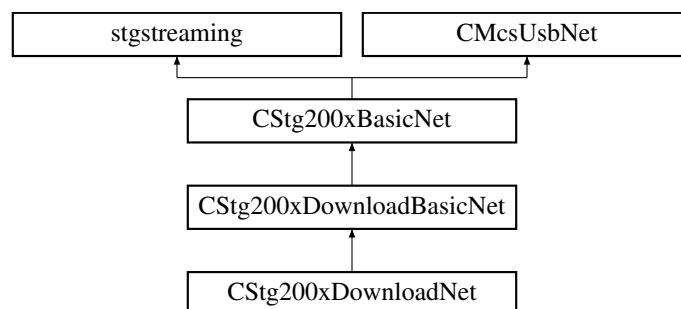 stgstreaming
CMcsUsbNet
CStg200xBasicNet
CStg200xDownloadBasicNet
CStg200xDownloadNet